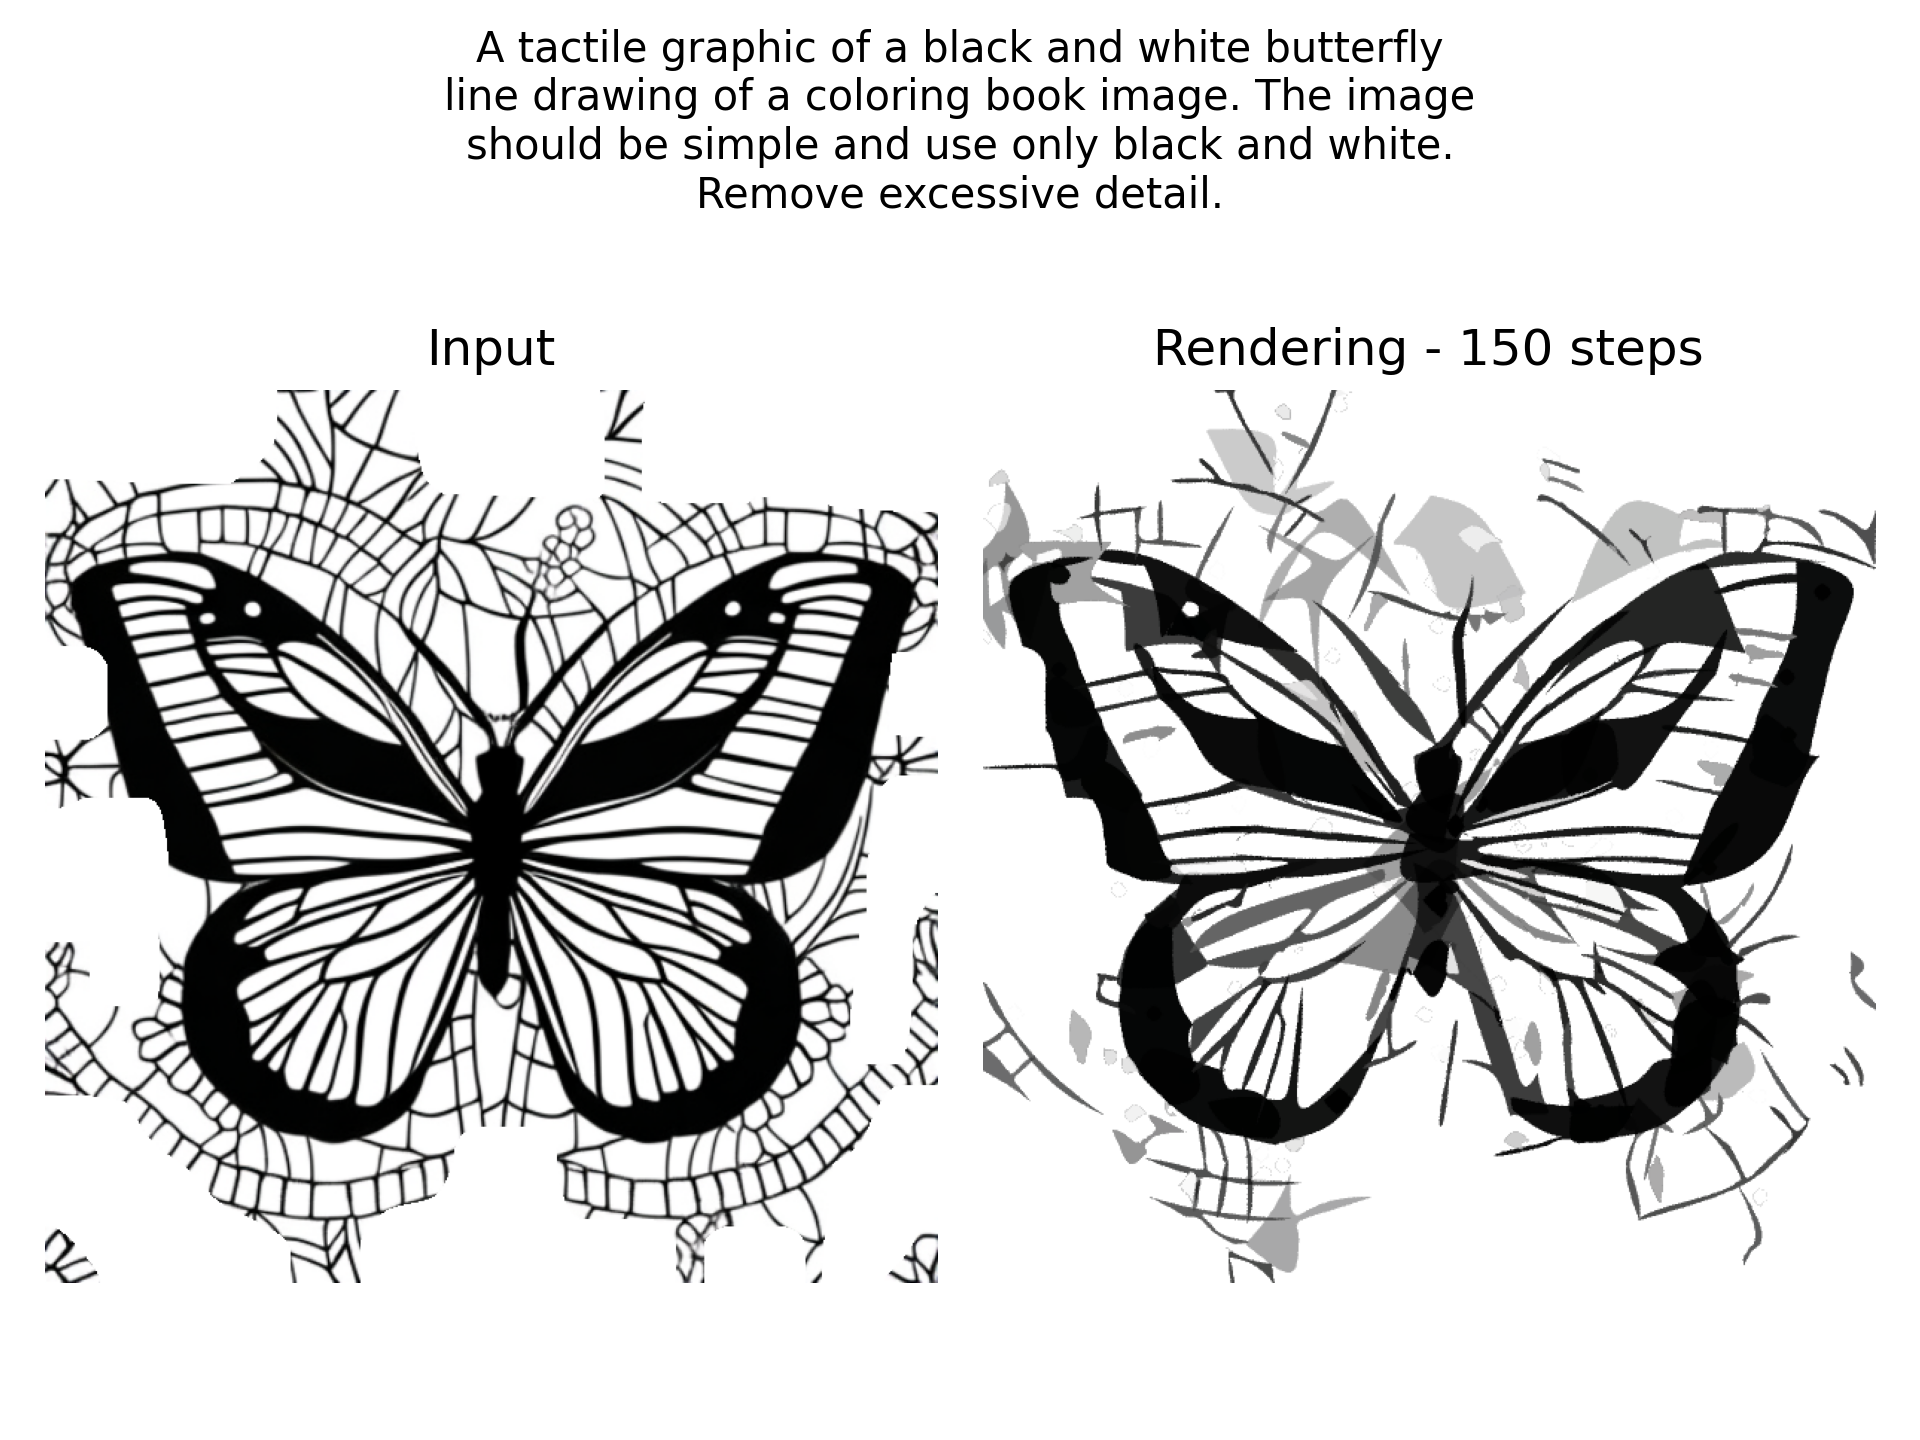 A tactile graphic of a black and white butterfly
line drawing of a coloring book image. The image
should be simple and use only black and white.
Remove excessive detail.
Input
Rendering - 150 steps